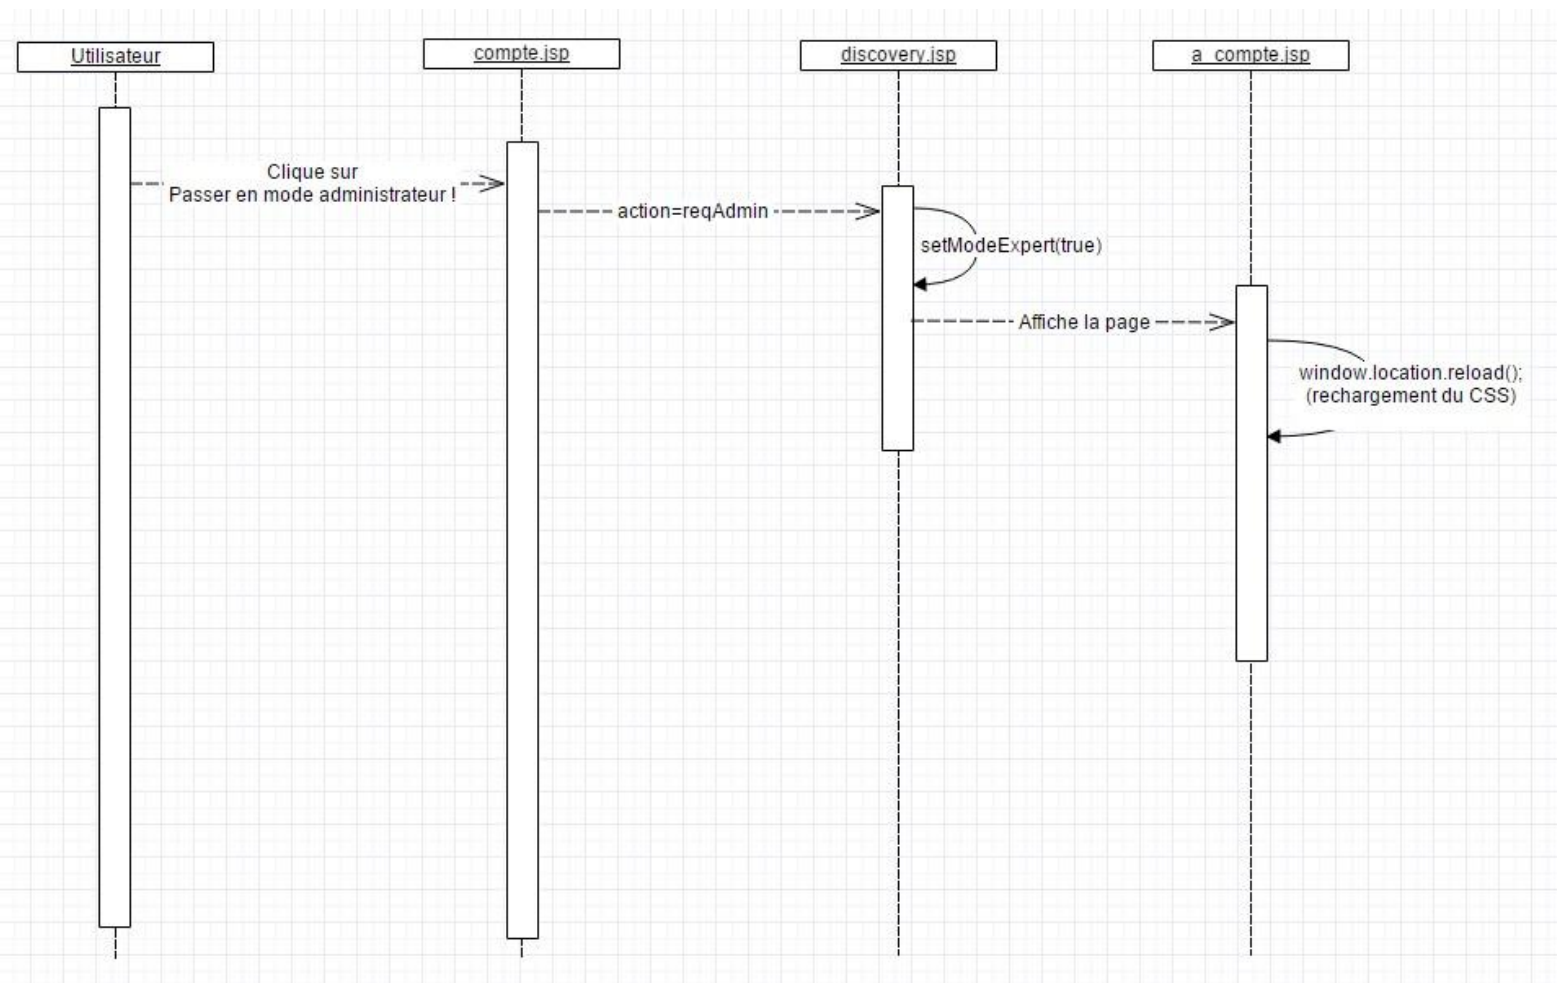 Utilisateur
compte.jsp
discovery.jsp
a_compte.jsp
Clique sur
Passer en mode administrateur !
action=reqAdmin
setModeExpert(true)
Affiche la page
window.location.reload();
(rechargement du CSS)